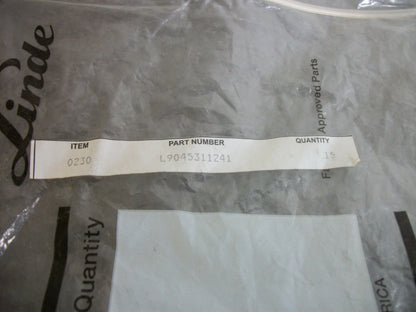 Linde
ITEM PART NUMBER QUANTITY
0230 L9045311241 15
Approved Parts
Quantity
RICA